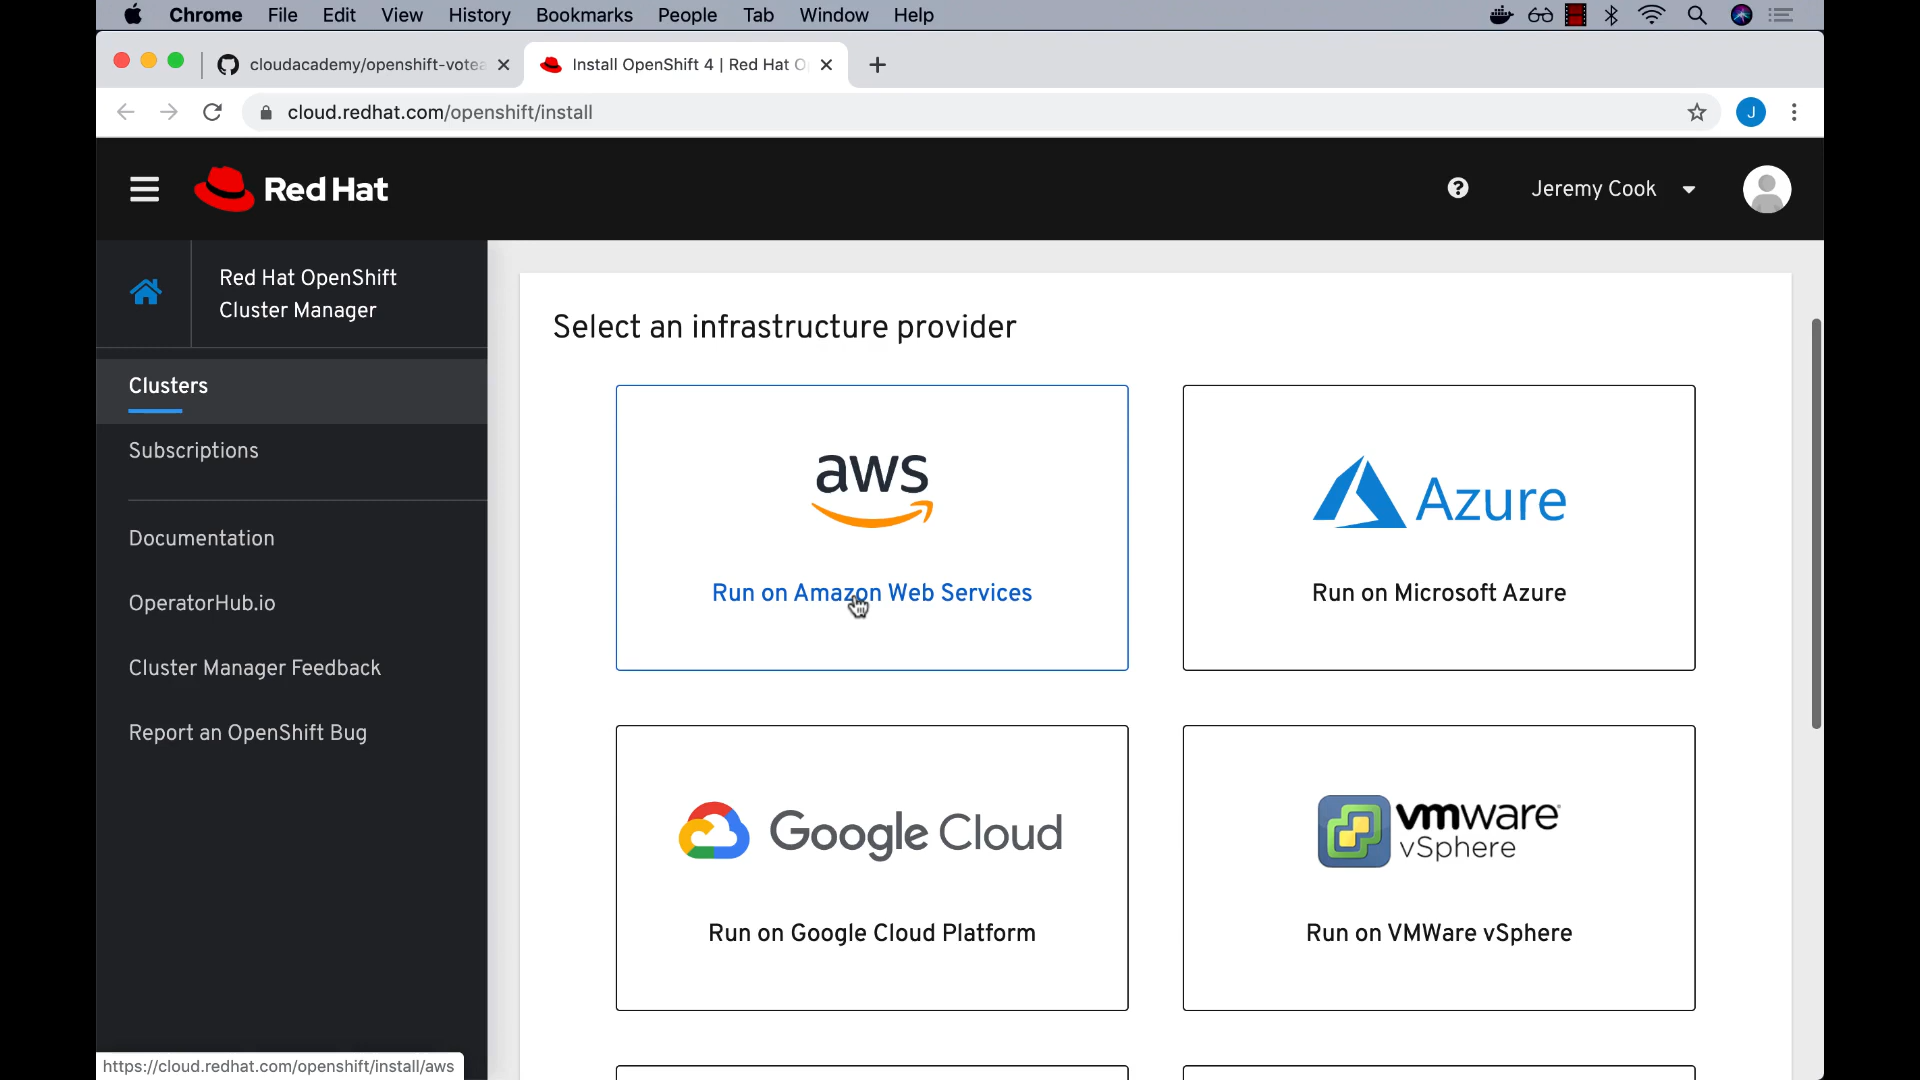 Chrome File Edit View History Bookmarks People Tab Window Help
cloudacademy/openshift-votea
Install OpenShift 4 | Red Hat O
cloud.redhat.com/openshift/install
J
Red Hat
Jeremy Cook
Red Hat OpenShift
Cluster Manager
Clusters
Subscriptions
Documentation
OperatorHub.io
Cluster Manager Feedback
Report an OpenShift Bug
Select an infrastructure provider
aws
Run on Amazon Web Services
Azure
Run on Microsoft Azure
Google Cloud
Run on Google Cloud Platform
vmware
vSphere
Run on VMWare vSphere
https://cloud.redhat.com/openshift/install/aws